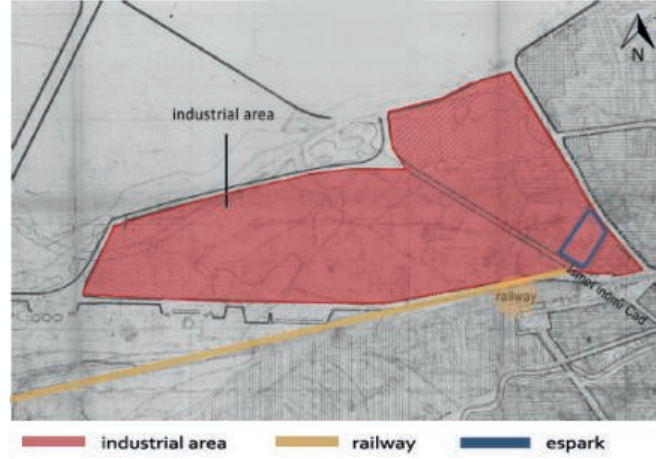 N
industrial area
railway
İsmet İnönü Cad
industrial area railway espark